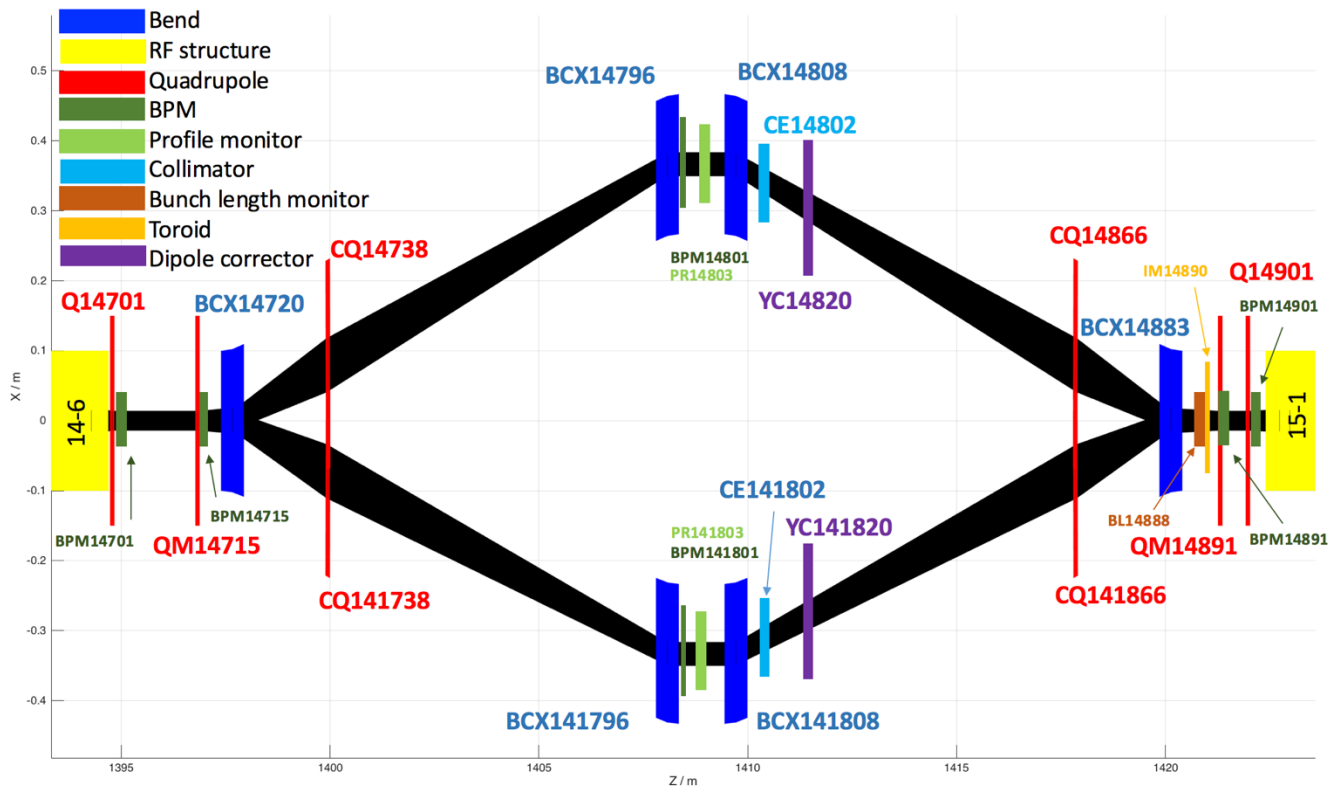 Bend
RF structure
Quadrupole
BPM
Profile monitor
Collimator
Bunch length monitor
Toroid
Dipole corrector
0.5
0.4
0.3
0.2
0.1
0
-0.1
-0.2
-0.3
-0.4
X / m
BCX14796
BCX14808
CE14802
BPM14801
PR14803
YC14820
CQ14738
CQ14866
Q14701
BCX14720
IM14890
Q14901
BPM14901
BCX14883
14-6
15-1
BPM14701
BPM14715
QM14715
BL14888
QM14891
BPM14891
CE141802
PR141803
BPM141801
YC141820
CQ141738
CQ141866
BCX141796
BCX141808
1395
1400
1405
1410
1415
1420
Z / m